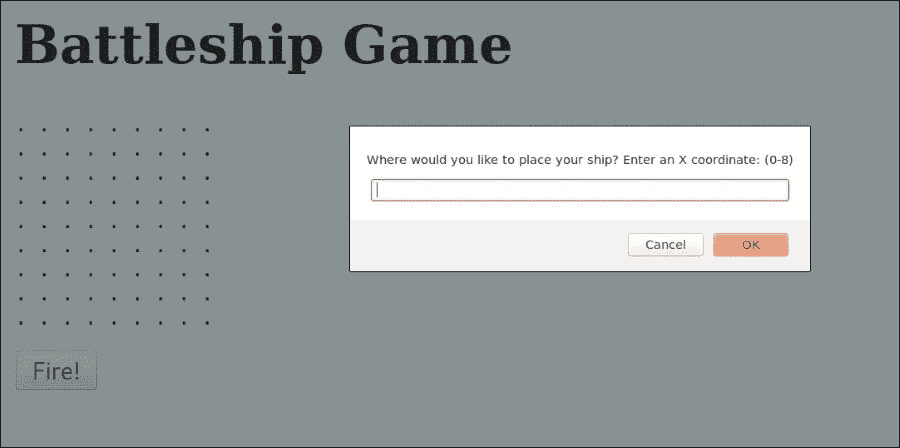 Battleship Game
. . . . . . . . .
. . . . . . . . .
. . . . . . . . .
. . . . . . . . .
. . . . . . . . .
. . . . . . . . .
. . . . . . . . .
. . . . . . . . .
. . . . . . . . .
Where would you like to place your ship? Enter an X coordinate: (0-8)
Cancel OK
Fire!